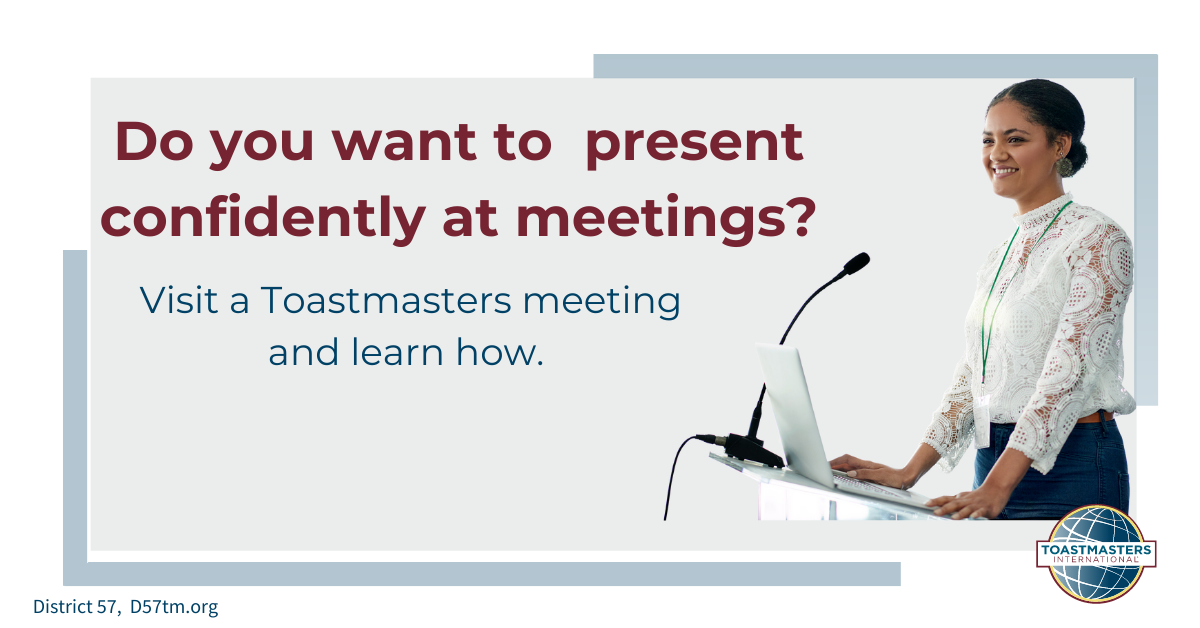 Do you want to  present
confidently at meetings?
Visit a Toastmasters meeting
and learn how.
TOASTMASTERS
INTERNATIONAL
District 57,  D57tm.org